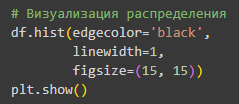 # Визуализация распределения
df.hist(edgecolor='black',
linewidth=1,
figsize=(15, 15))
plt.show()